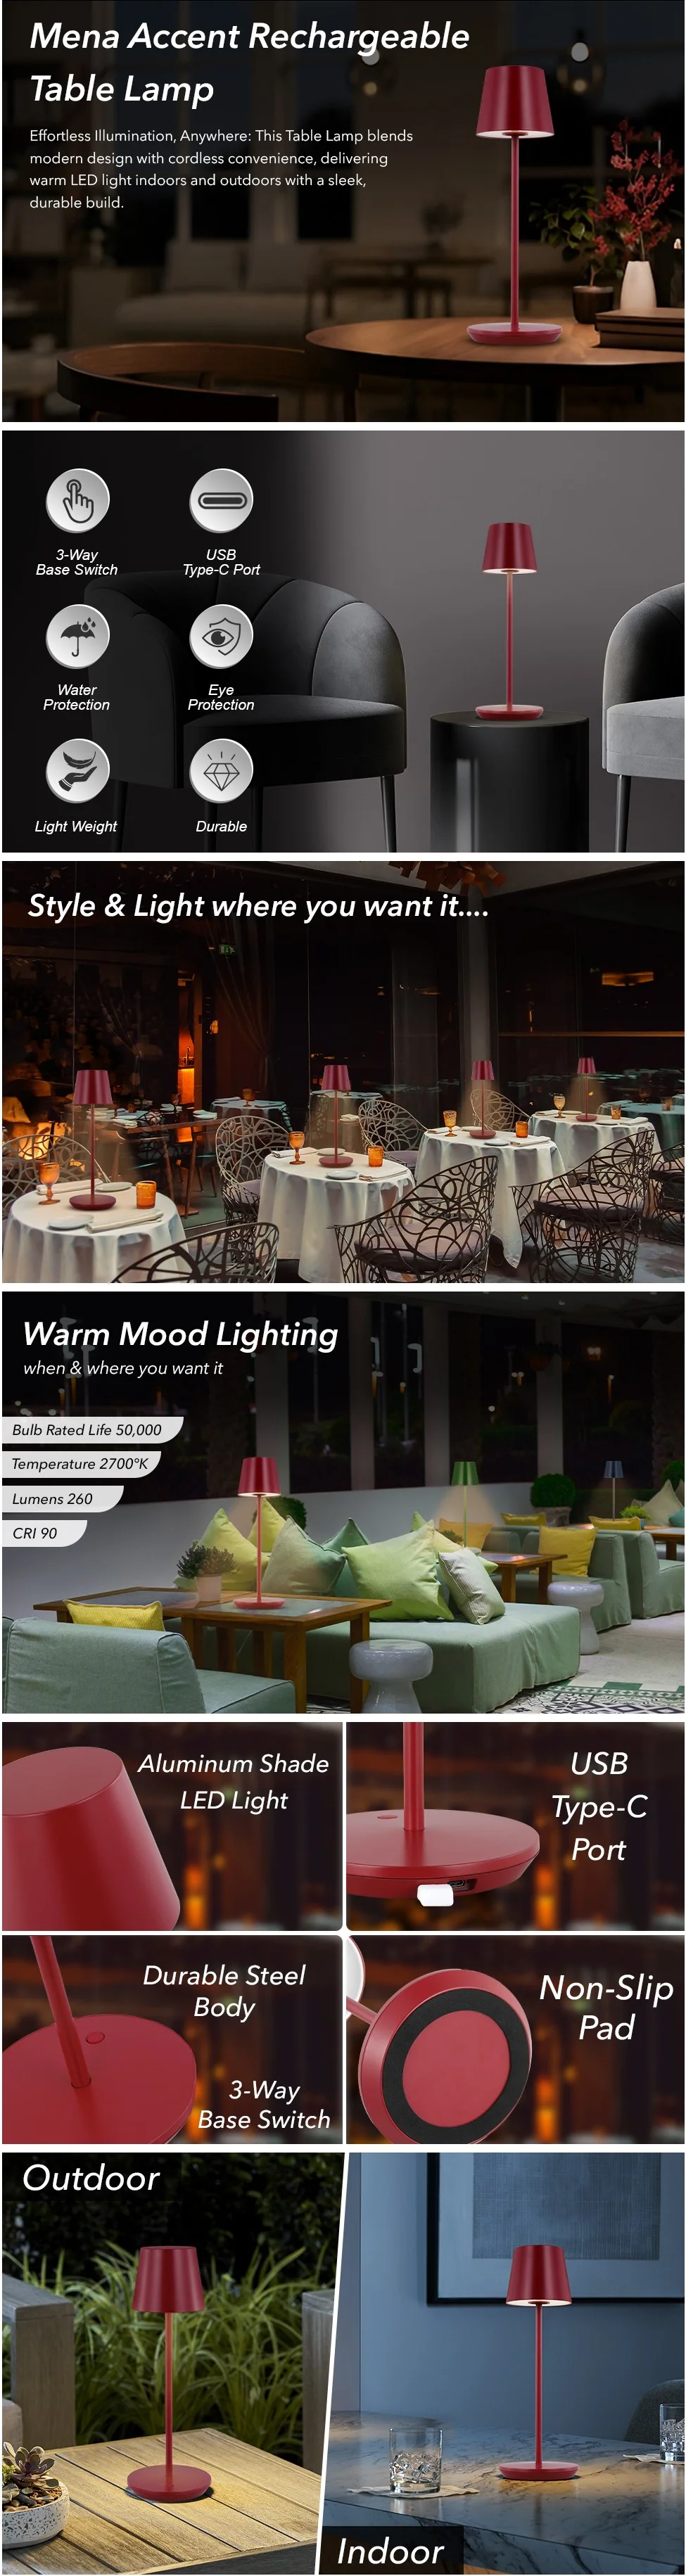 Mena Accent Rechargeable
Table Lamp
Effortless Illumination, Anywhere: This Table Lamp blends
modern design with cordless convenience, delivering
warm LED light indoors and outdoors with a sleek,
durable build.
3-Way
Base Switch
USB
Type-C Port
Water
Protection
Eye
Protection
Light Weight
Durable
Style & Light where you want it....
Warm Mood Lighting
when & where you want it
Bulb Rated Life 50,000
Temperature 2700°K
Lumens 260
CRI 90
Aluminum Shade
LED Light
USB
Type-C
Port
Durable Steel
Body
3-Way
Base Switch
Non-Slip
Pad
Outdoor
Indoor